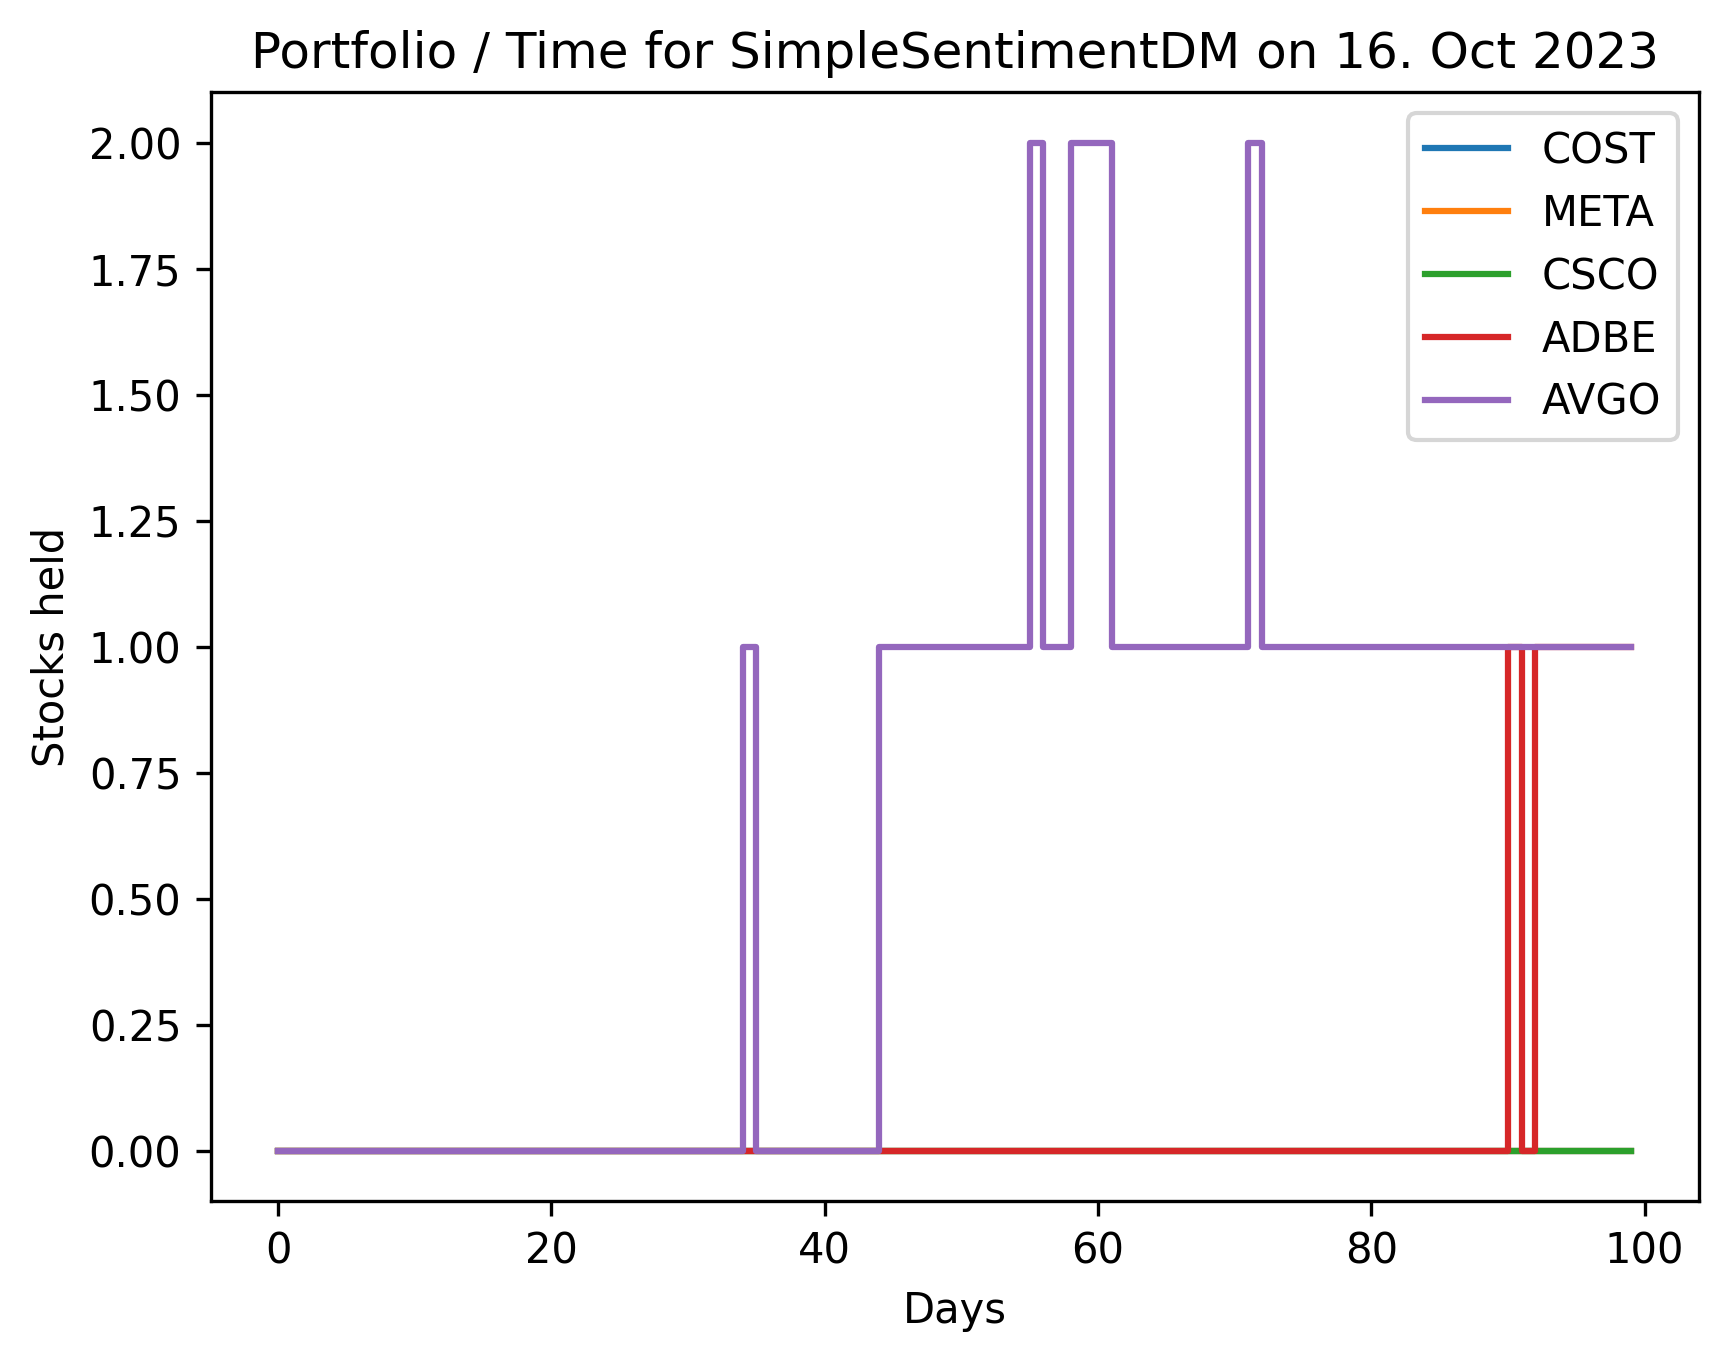 Portfolio / Time for SimpleSentimentDM on 16. Oct 2023
2.00
1.75
1.50
1.25
1.00
0.75
0.50
0.25
0.00
Stocks held
COST
META
CSCO
ADBE
AVGO
0 20 40 60 80 100
Days